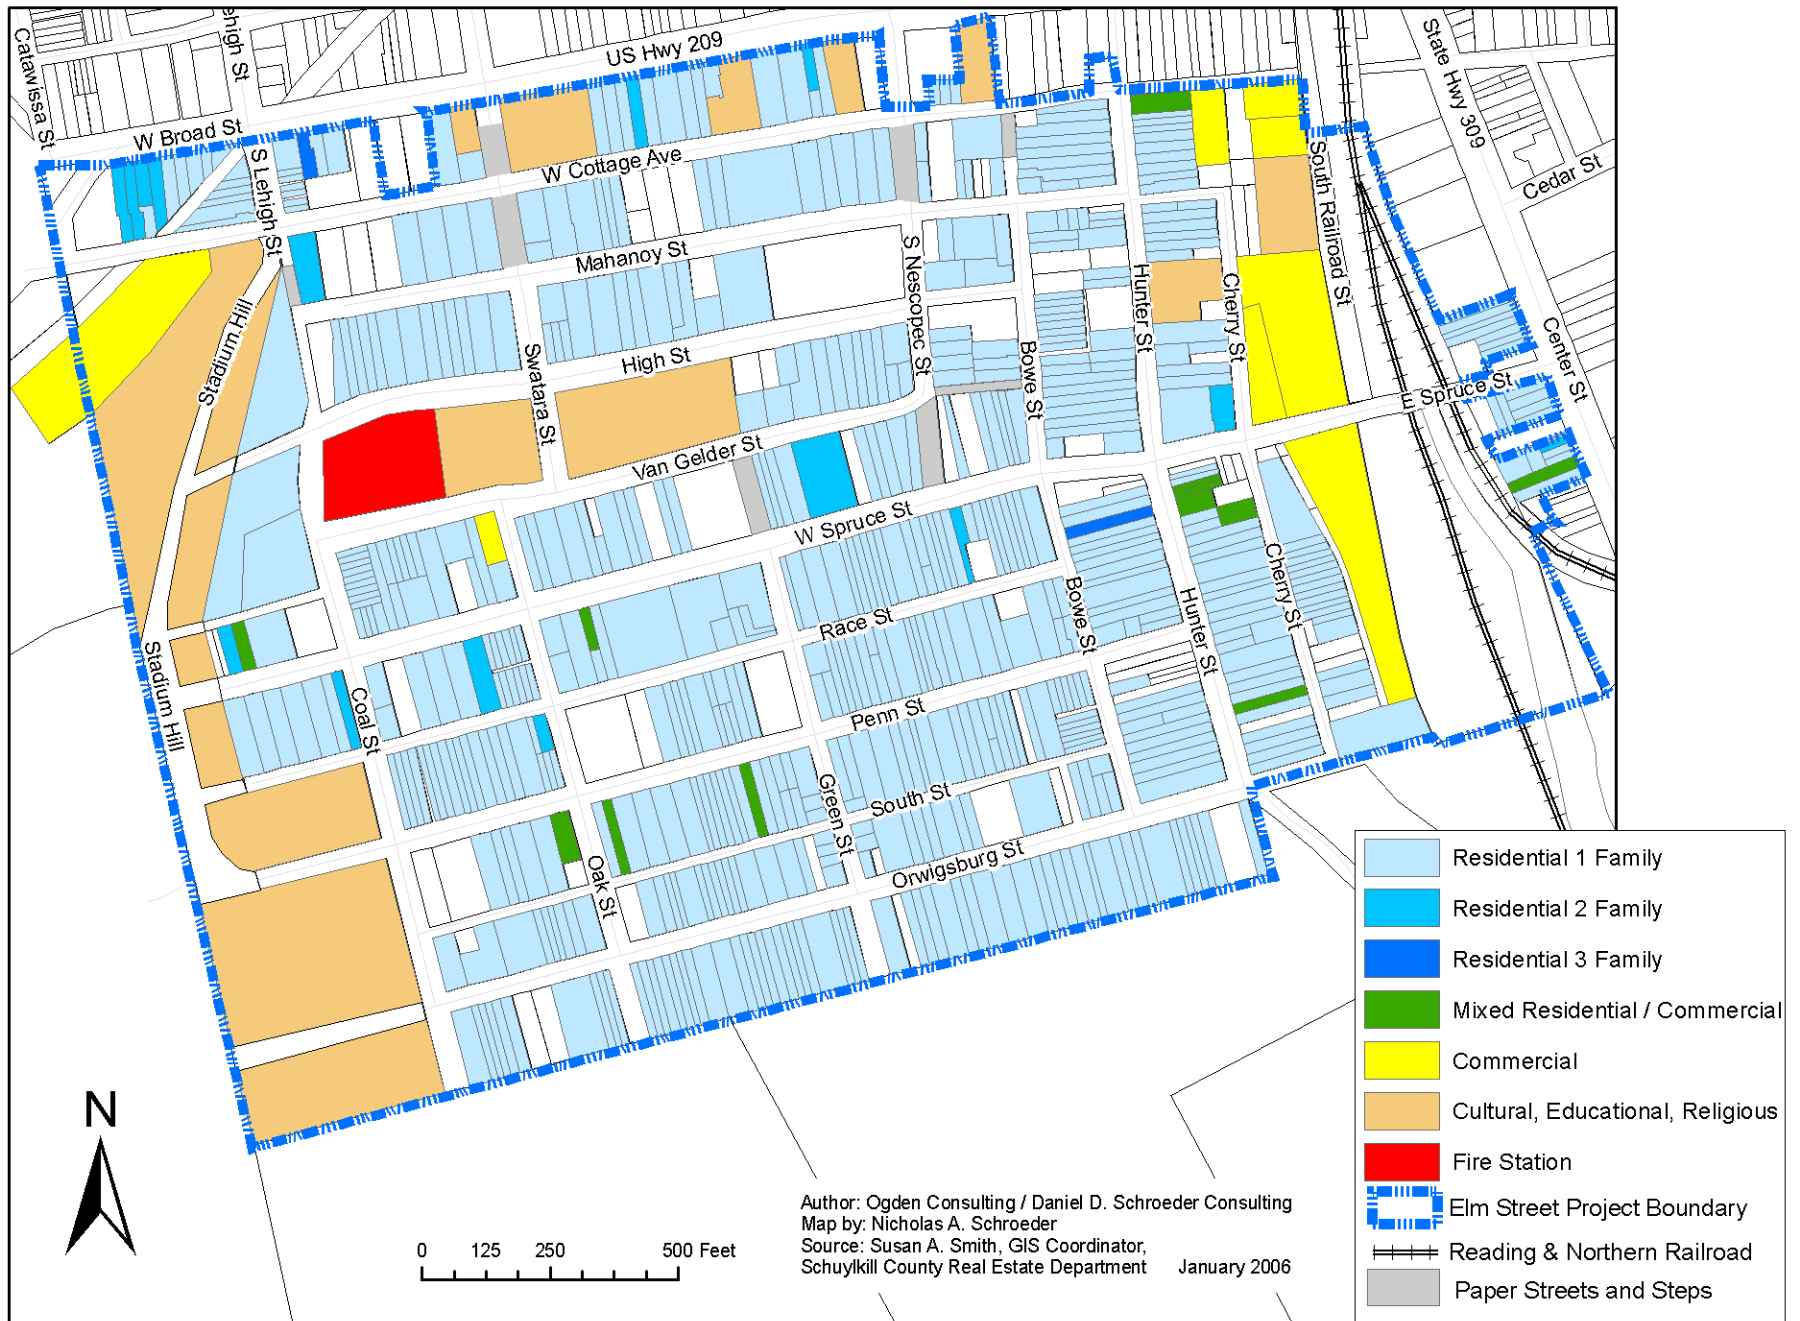 Catawissa St
ehigh St
US Hwy 209
State Hwy 309
W Broad St
S Lehigh St
W Cottage Ave
South Railroad St
Cedar St
Mahanoy St
S Nescopec St
Hunter St
Cherry St
Stadium Hill
High St
Swatara St
Bowe St
Center St
E Spruce St
Van Gelder St
W Spruce St
Cherry St
Bowe St
Hunter St
Race St
Stadium Hill
Coal St
Penn St
Green St
South St
Oak St
Orwigsburg St
Residential 1 Family
Residential 2 Family
Residential 3 Family
Mixed Residential / Commercial
Commercial
Cultural, Educational, Religious
Fire Station
Elm Street Project Boundary
Reading & Northern Railroad
Paper Streets and Steps
N
0 125 250 500 Feet
Author: Ogden Consulting / Daniel D. Schroeder Consulting
Map by: Nicholas A. Schroeder
Source: Susan A. Smith, GIS Coordinator,
Schuylkill County Real Estate Department January 2006